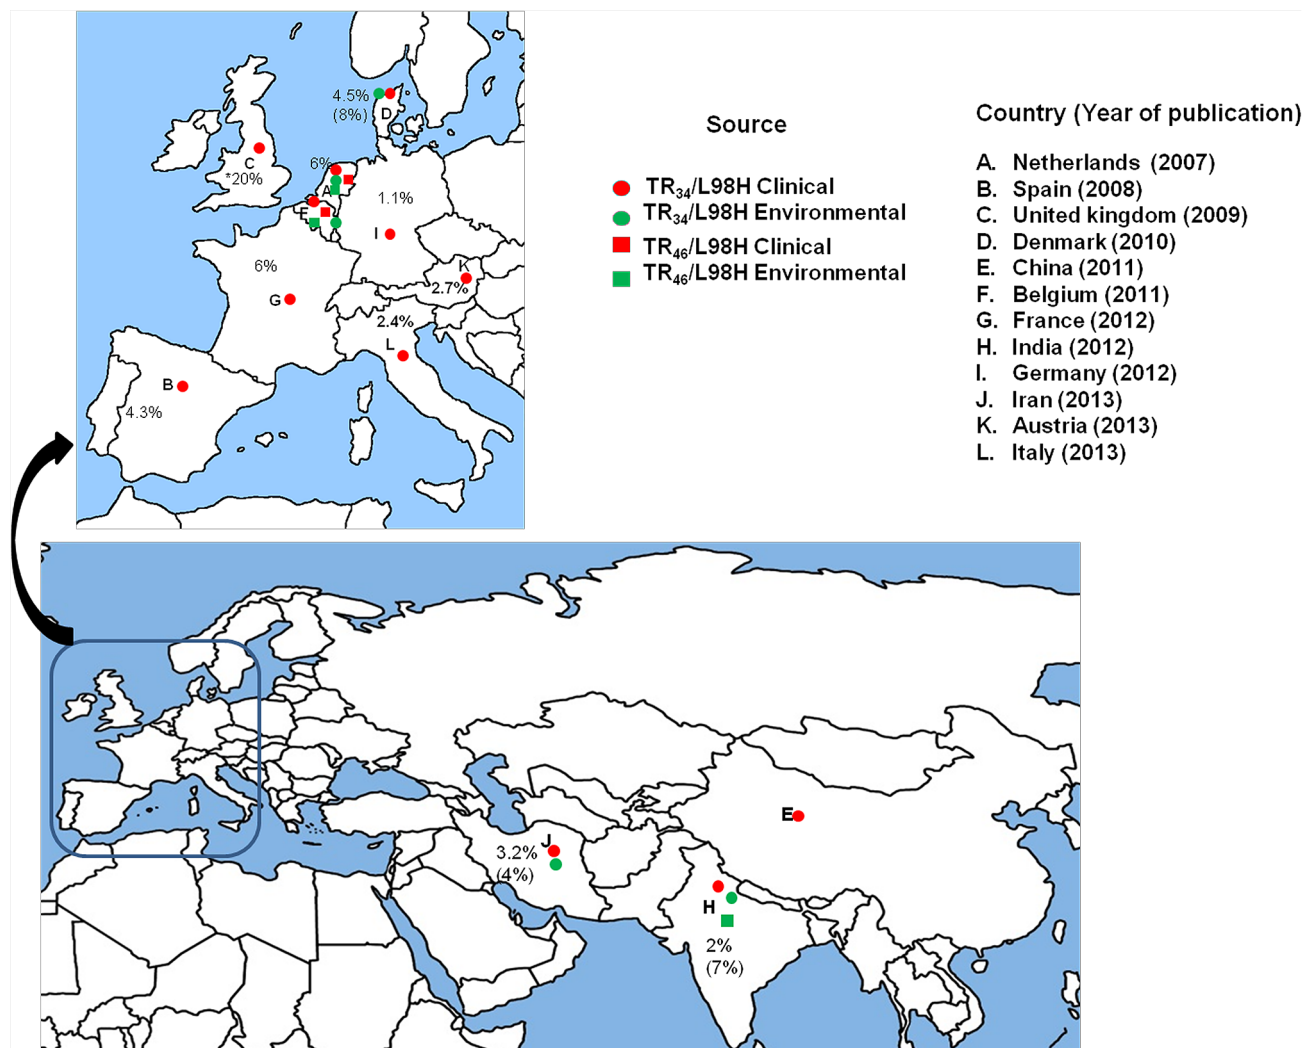 4.5%
(8%)
D
C
*20%
6%
A
F
1.1%
I
6%
G
K
2.7%
2.4%
L
B
4.3%
Source
TR34/L98H Clinical
TR34/L98H Environmental
TR46/L98H Clinical
TR46/L98H Environmental
Country (Year of publication)
A. Netherlands (2007)
B. Spain (2008)
C. United kingdom (2009)
D. Denmark (2010)
E. China (2011)
F. Belgium (2011)
G. France (2012)
H. India (2012)
I. Germany (2012)
J. Iran (2013)
K. Austria (2013)
L. Italy (2013)
E
J
3.2%
(4%)
H
2%
(7%)